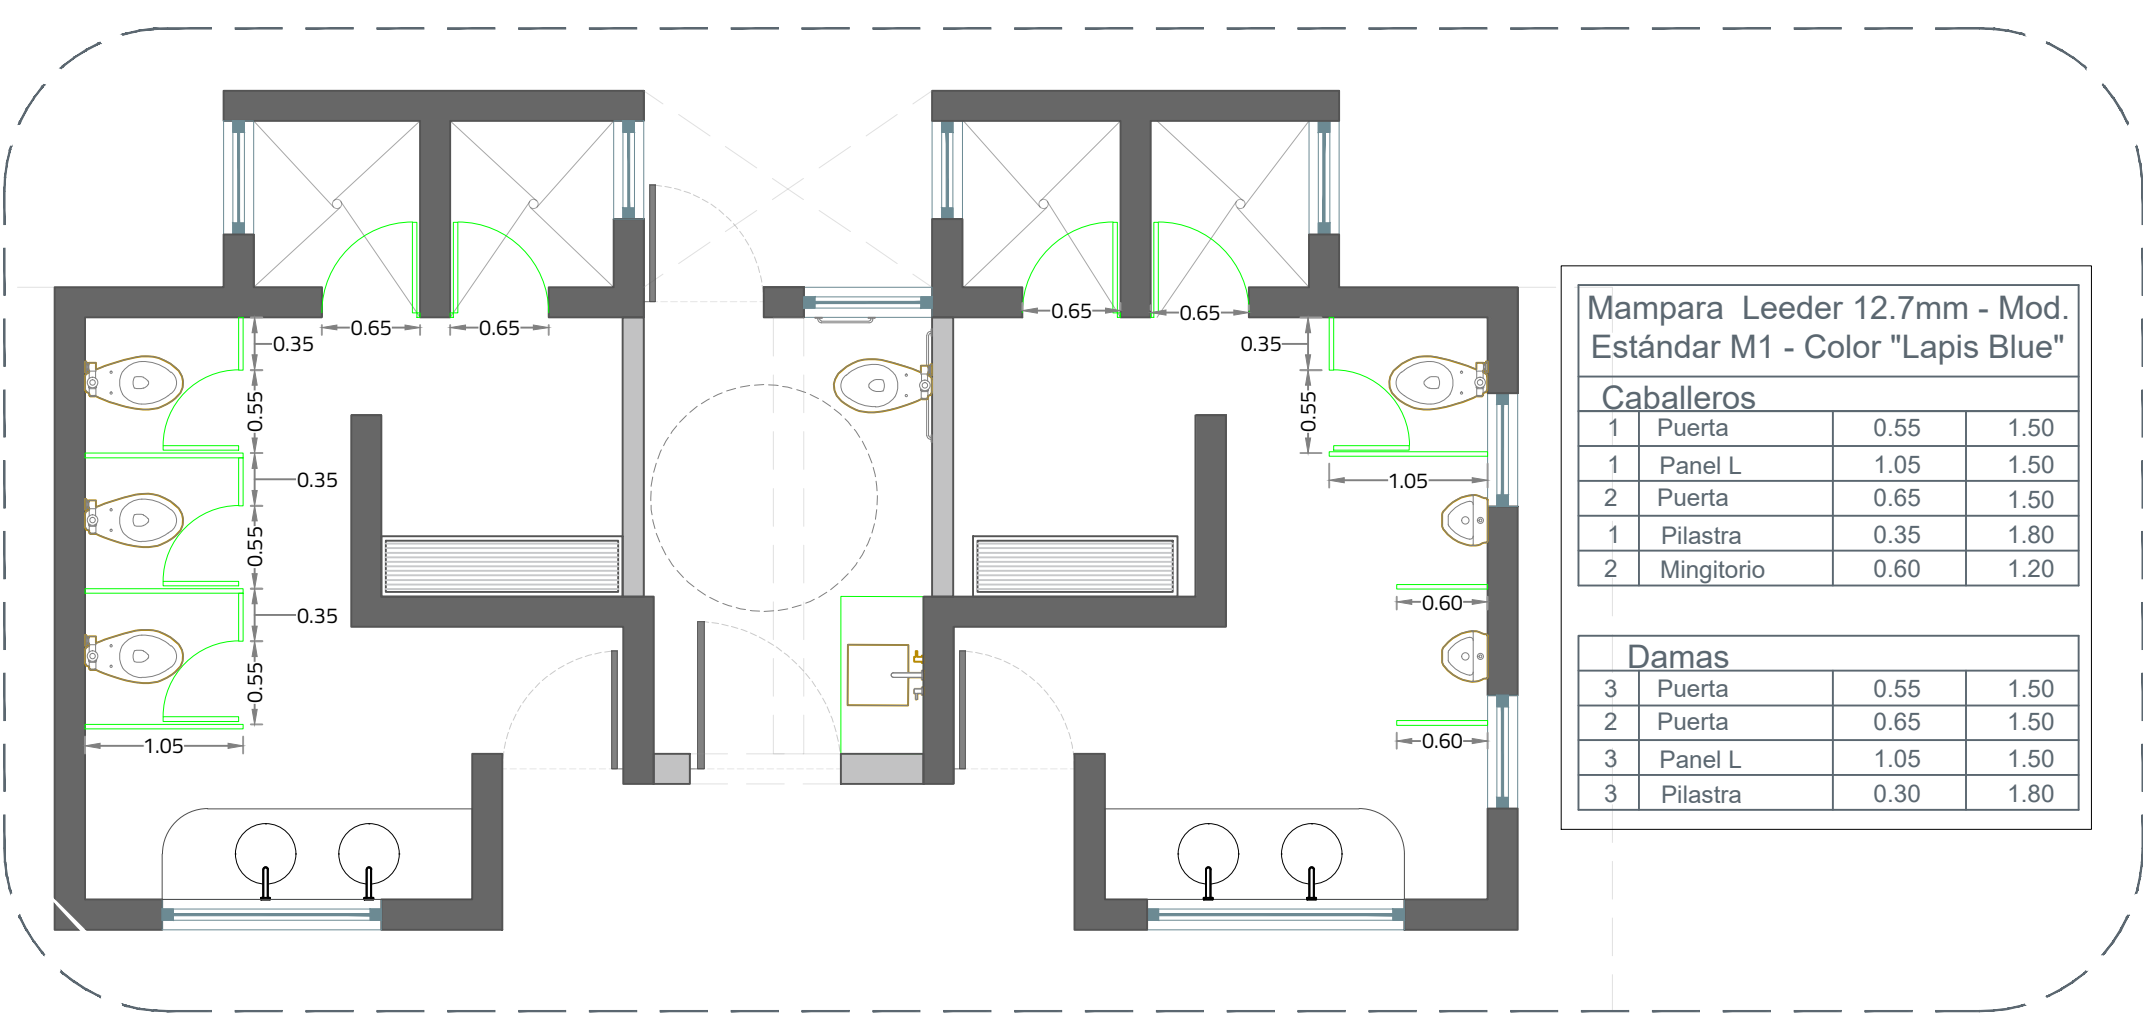 0.65
0.65
0.65
0.65
0.35
0.35
0.55
0.55
0.35
1.05
0.55
0.60
0.35
0.55
0.60
1.05
Mampara Leeder 12.7mm - Mod.
Estándar M1 - Color "Lapis Blue"
Caballeros
1 Puerta 0.55 1.50
1 Panel L 1.05 1.50
2 Puerta 0.65 1.50
1 Pilastra 0.35 1.80
2 Mingitorio 0.60 1.20
Damas
3 Puerta 0.55 1.50
2 Puerta 0.65 1.50
3 Panel L 1.05 1.50
3 Pilastra 0.30 1.80